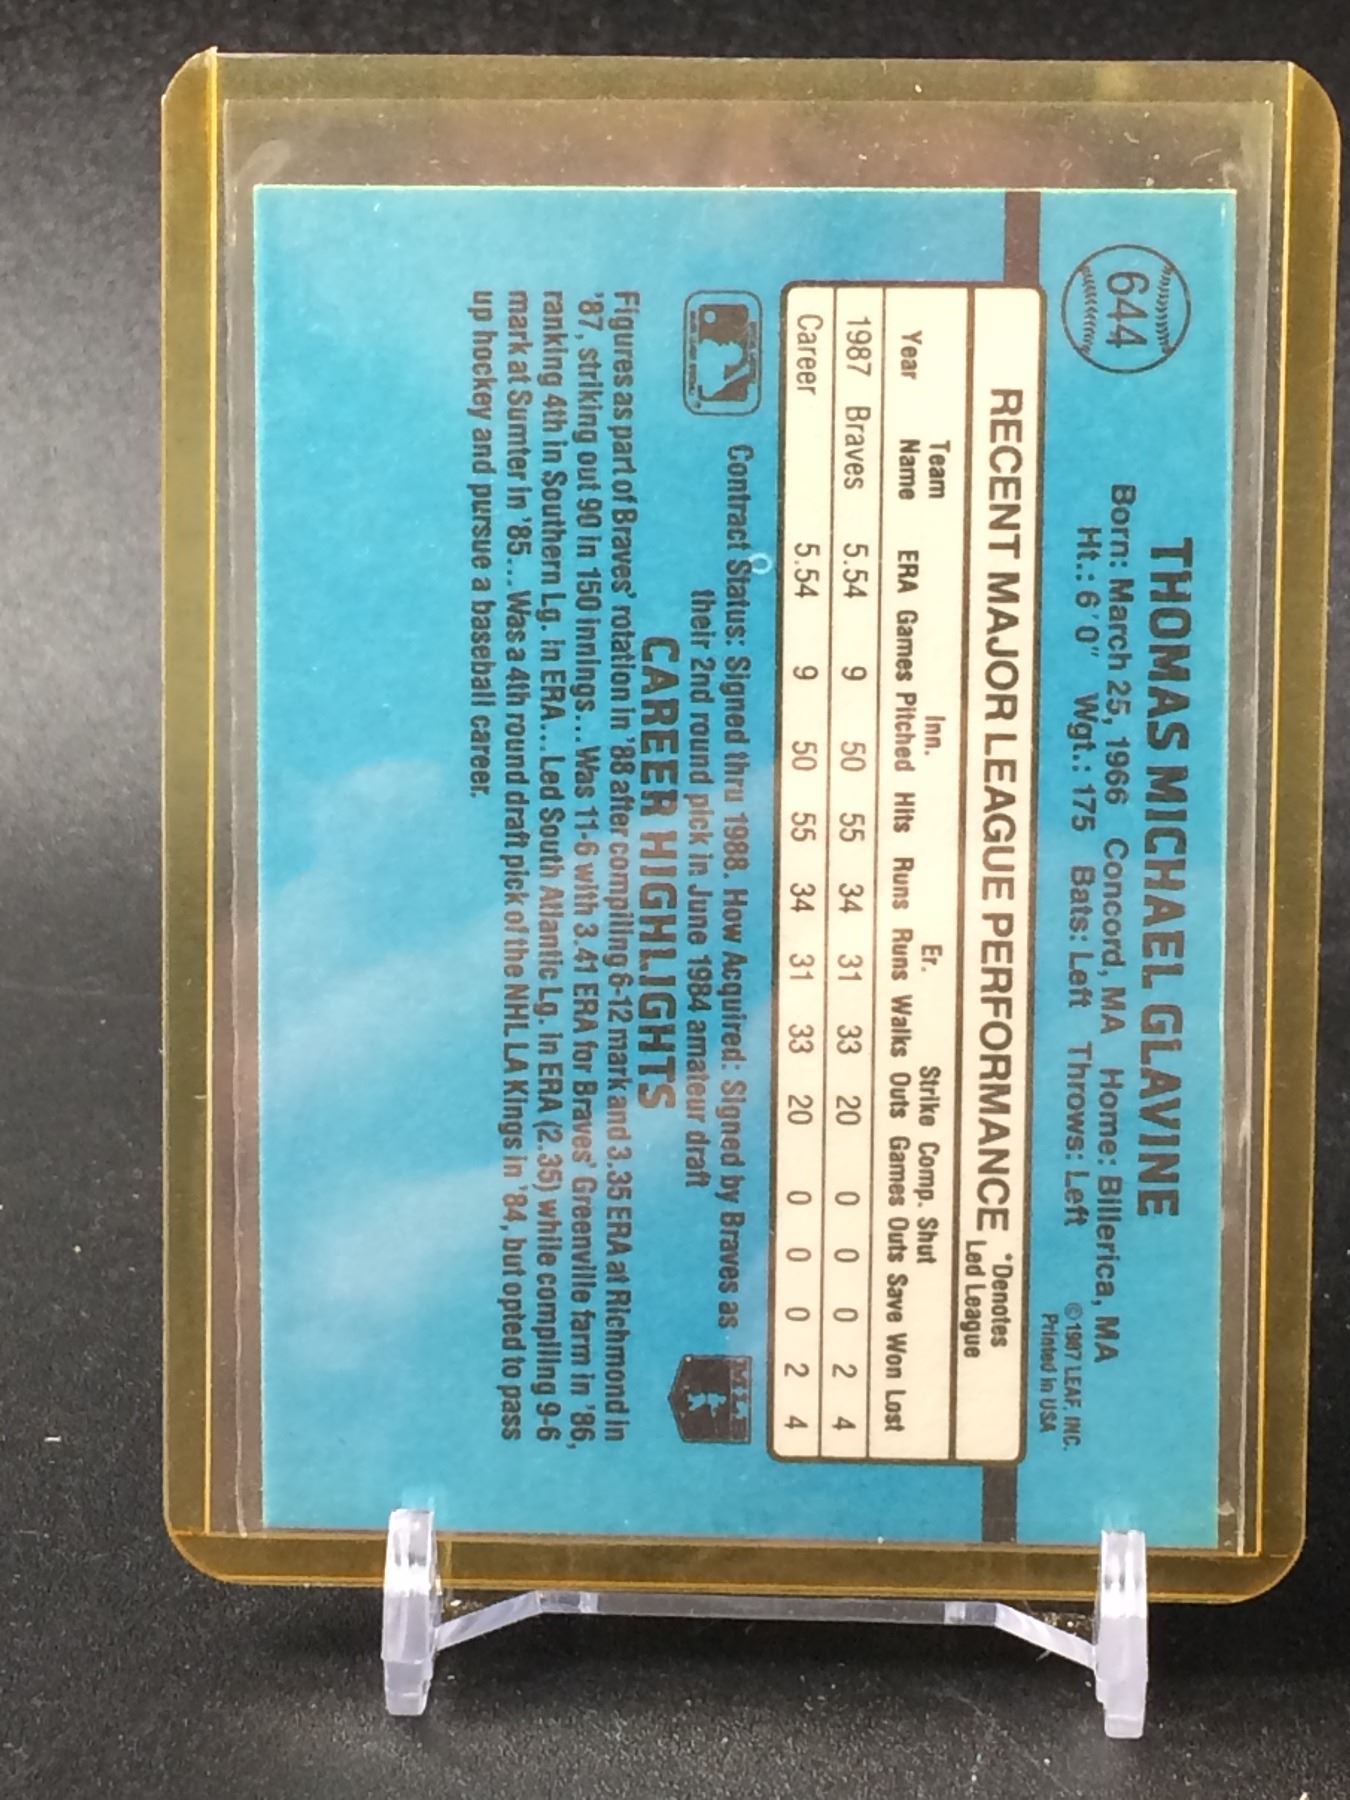 644
THOMAS MICHAEL GLAVINE
Born: March 25, 1966 Concord, MA Home: Billerica, MA
Ht.: 6'0" Wgt.: 175 Bats: Left Throws: Left
© 1987 LEAF, INC.
Printed in USA
RECENT MAJOR LEAGUE PERFORMANCE *Denotes
Led League
Team Inn. Er. Strike Comp. Shut
Year Name ERA Games Pitched Hits Runs Runs Walks Outs Games Outs Save Won Lost
1987 Braves 5.54 9 50 55 34 31 33 20 0 0 0 2 4
Career 5.54 9 50 55 34 31 33 20 0 0 0 2 4
Contract Status: Signed thru 1988. How Acquired: Signed by Braves as
their 2nd round pick in June 1984 amateur draft
CAREER HIGHLIGHTS
Figures as part of Braves' rotation in '88 after compiling 6-12 mark and 3.35 ERA at Richmond in
'87, striking out 90 in 150 innings...Was 11-6 with 3.41 ERA for Braves' Greenville farm in '86,
ranking 4th in Southern Lg. in ERA...Led South Atlantic Lg. in ERA (2.35) while compiling 9-6
mark at Sumter in '85...Was a 4th round draft pick of the NHL LA Kings in '84, but opted to pass
up hockey and pursue a baseball career.